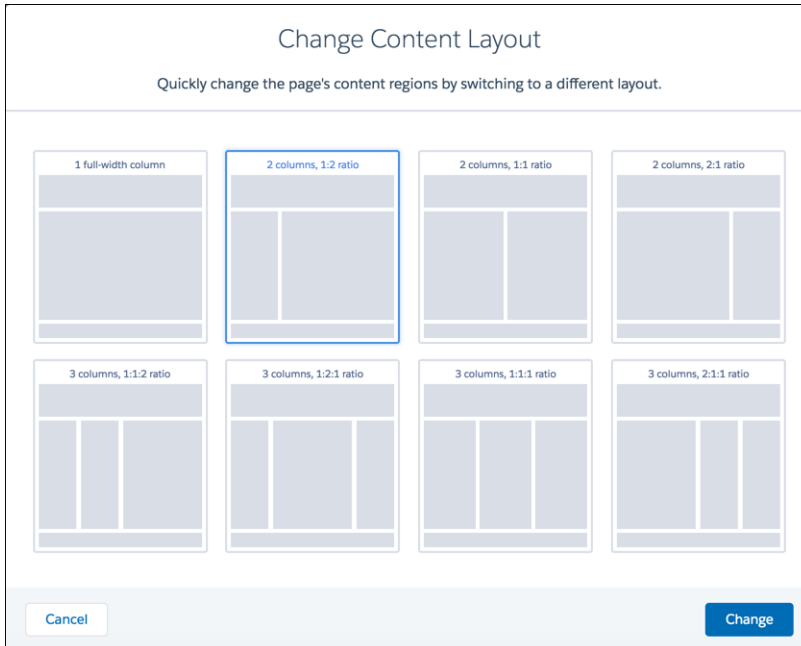 Change Content Layout
Quickly change the page's content regions by switching to a different layout.
1 full-width column
2 columns, 1:2 ratio
2 columns, 1:1 ratio
2 columns, 2:1 ratio
3 columns, 1:1:2 ratio
3 columns, 1:2:1 ratio
3 columns, 1:1:1 ratio
3 columns, 2:1:1 ratio
Cancel
Change